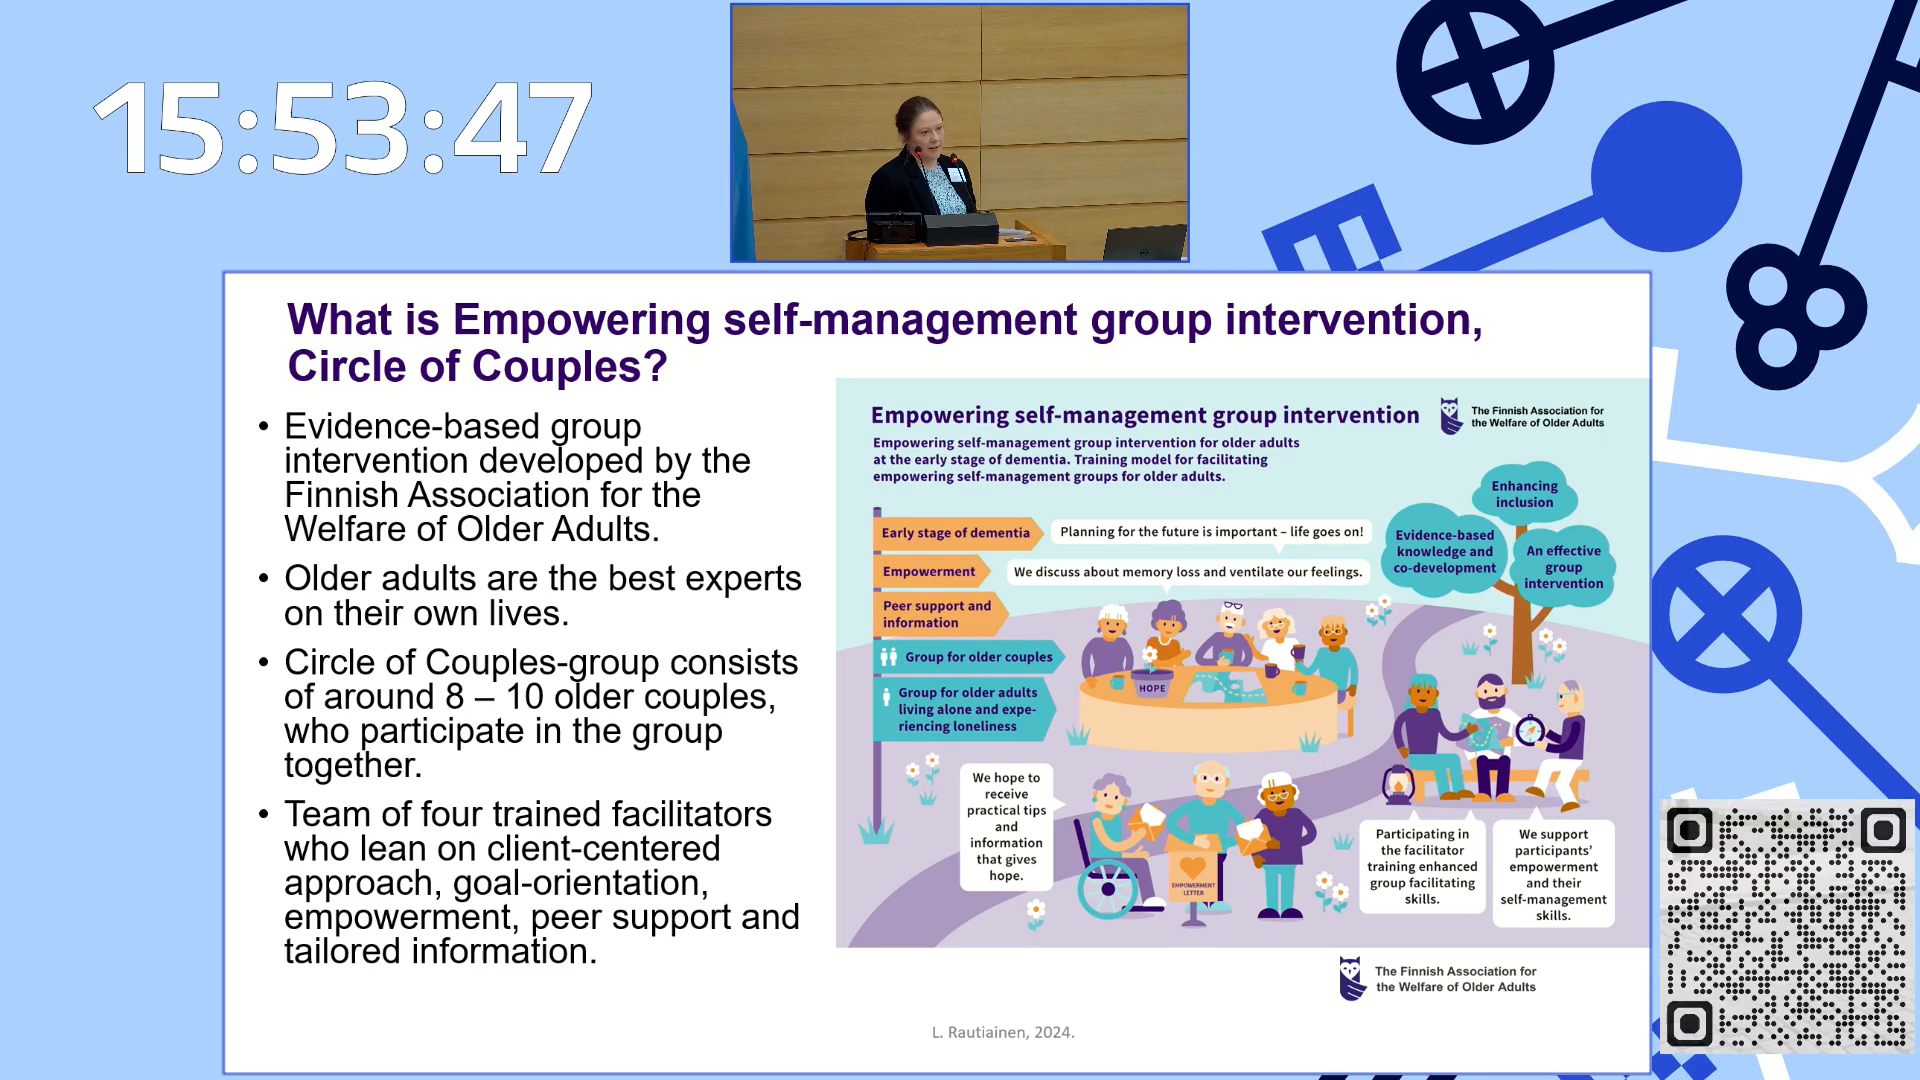 15:53:47
What is Empowering self-management group intervention,
Circle of Couples?
• Evidence-based group
intervention developed by the
Finnish Association for the
Welfare of Older Adults.
• Older adults are the best experts
on their own lives.
• Circle of Couples-group consists
of around 8 – 10 older couples,
who participate in the group
together.
• Team of four trained facilitators
who lean on client-centered
approach, goal-orientation,
empowerment, peer support and
tailored information.
Empowering self-management group intervention
The Finnish Association for
the Welfare of Older Adults
Empowering self-management group intervention for older adults
at the early stage of dementia. Training model for facilitating
empowering self-management groups for older adults.
Early stage of dementia
Planning for the future is important – life goes on!
Empowerment
We discuss about memory loss and ventilate our feelings.
Peer support and
information
Group for older couples
Group for older adults
living alone and expe-
riencing loneliness
Enhancing
inclusion
Evidence-based
knowledge and
co-development
An effective
group
intervention
HOPE
We hope to
receive
practical tips
and
information
that gives
hope.
EMPOWERMENT
LETTER
Participating in
the facilitator
training enhanced
group facilitating
skills.
We support
participants’
empowerment
and their
self-management
skills.
The Finnish Association for
the Welfare of Older Adults
L. Rautiainen, 2024.